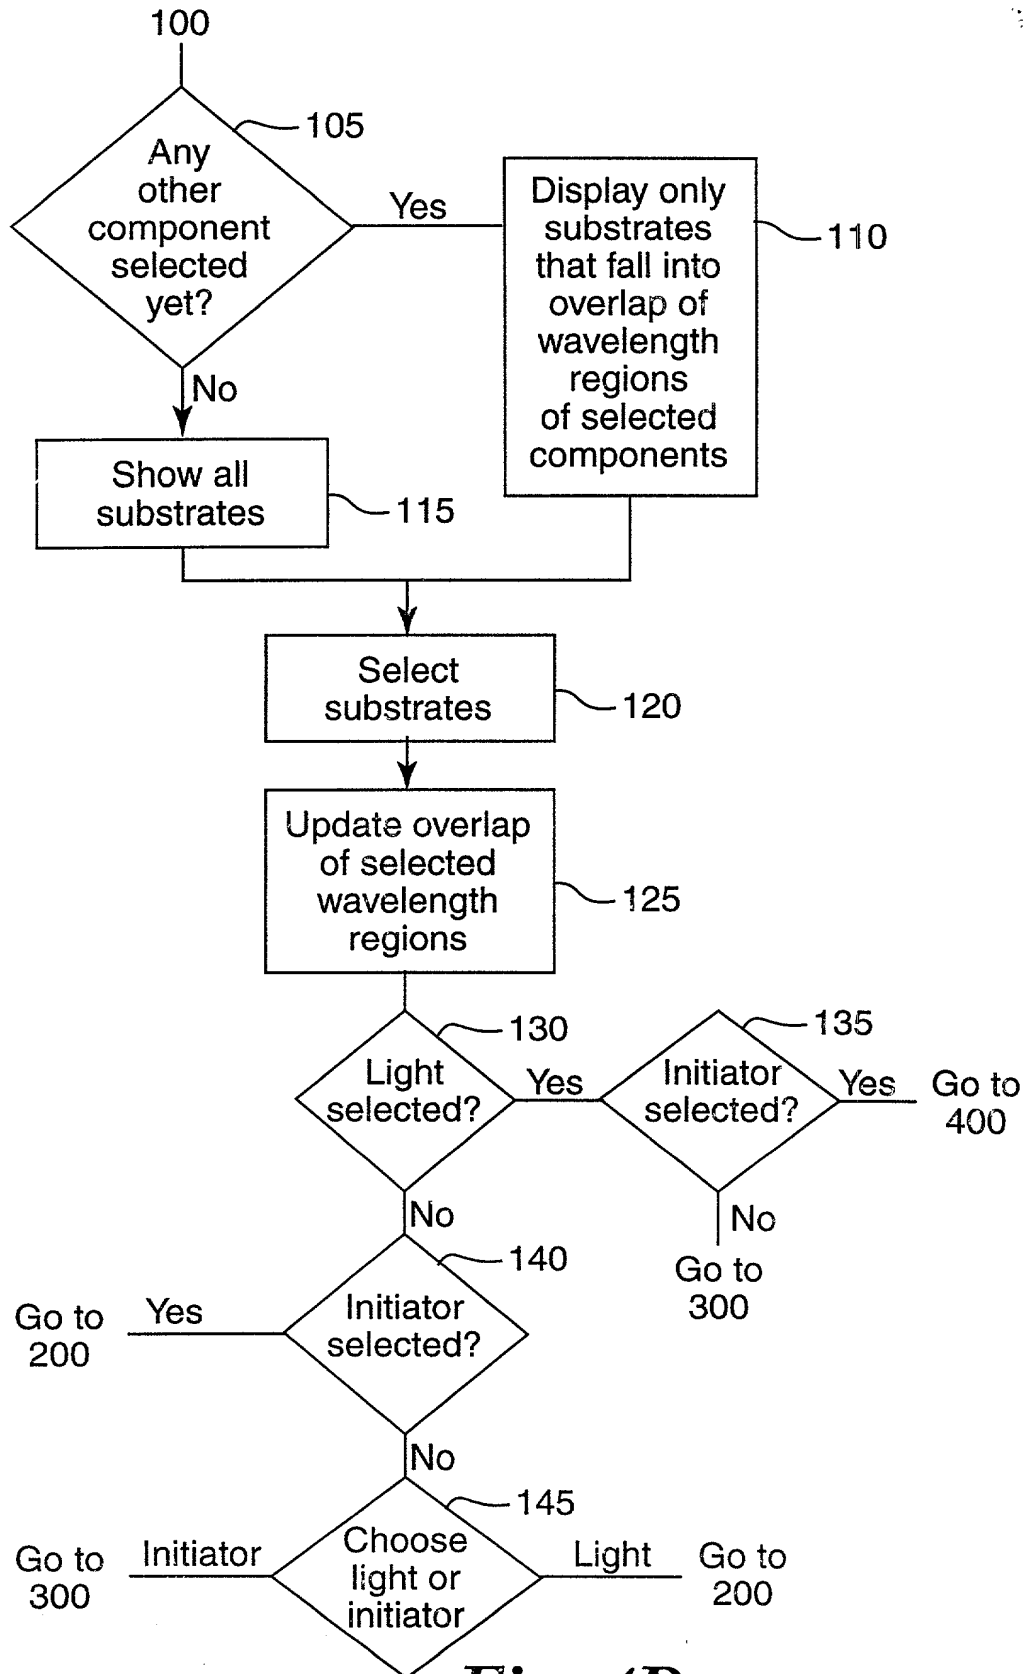 100
105
Any
other
component
selected
yet?
Yes
Display only
substrates
that fall into
overlap of
wavelength
regions
of selected
components
110
No
Show all
substrates
115
Select
substrates
120
Update overlap
of selected
wavelength
regions
125
130
Light
selected?
Yes
135
Initiator
selected?
Yes
Go to
400
No
Go to
300
No
140
Initiator
selected?
Yes
Go to
200
No
145
Choose
light or
initiator
Initiator
Go to
300
Light
Go to
200